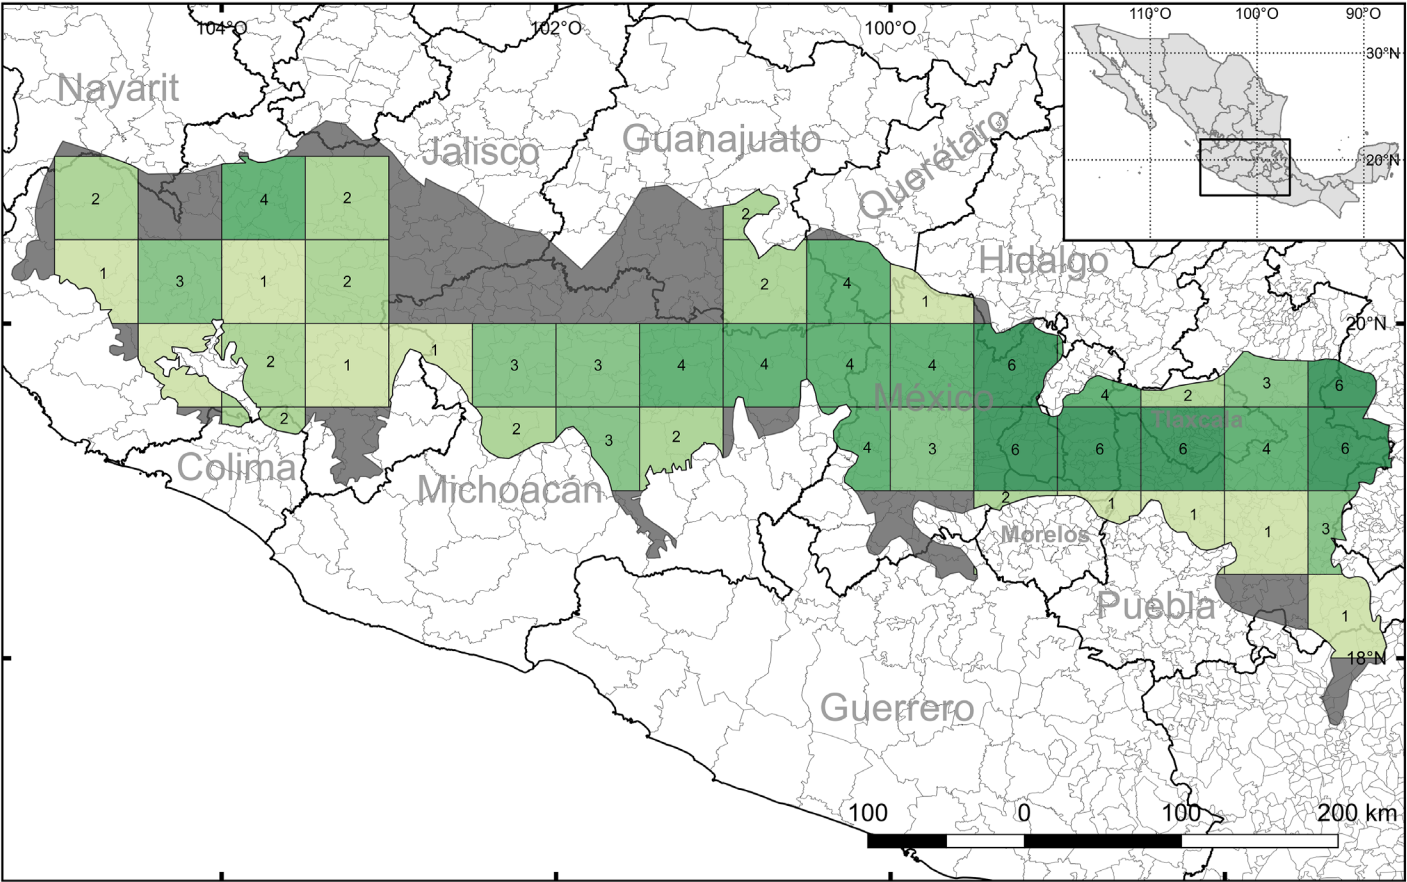 104°O 102°O 100°O
110°O 100°O 90°O
30°N
20°N
Nayarit
Jalisco
Guanajuato
Querétaro
Hidalgo
2 4 2 2
1 3 1 2 2 4 1
20°N
2 1 1 3 3 4 4 4 4 6
4 2 3 6
México
Tlaxcala
2 2 3 2 4 3 6 6 6 4 6
Colima
Michoacán
2 1 1 1 3
Morelos
Puebla
1
18°N
Guerrero
100 0 100 200 km